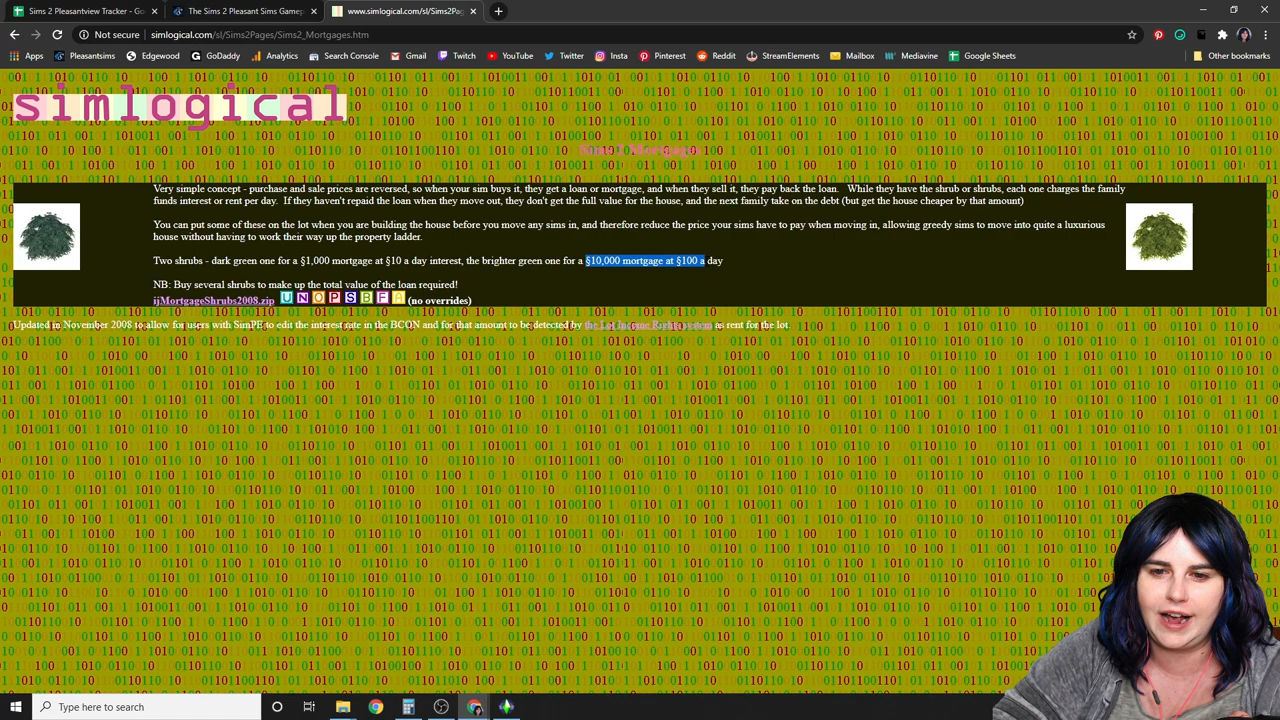 Sims 2 Pleasantview Tracker - Go
The Sims 2 Pleasant Sims Gamepl
www.simlogical.com/sl/Sims2Pag
Not secure
simlogical.com/sl/Sims2Pages/Sims2_Mortgages.htm
Apps
Pleasantsims
Edgewood
GoDaddy
Analytics
Search Console
Gmail
Twitch
YouTube
Twitter
Insta
Pinterest
Reddit
StreamElements
Mailbox
Mediavine
Google Sheets
Other bookmarks
simlogical
Sims 2 Mortgages
Very simple concept - purchase and sale prices are reversed, so when your sim buys it, they get a loan or mortgage, and when they sell it, they pay back the loan. While they have the shrub or shrubs, each one charges the family
funds interest or rent per day. If they haven't repaid the loan when they move out, they don't get the full value for the house, and the next family take on the debt (but get the house cheaper by that amount)
You can put some of these on the lot when you are building the house before you move any sims in, and therefore reduce the price your sims have to pay when moving in, allowing greedy sims to move into quite a luxurious
house without having to work their way up the property ladder.
Two shrubs - dark green one for a §1,000 mortgage at §10 a day interest, the brighter green one for a §10,000 mortgage at §100 a day
NB: Buy several shrubs to make up the total value of the loan required!
ijMortgageShrubs2008.zip U N O P S B F A (no overrides)
Updated in November 2008 to allow for users with SimPE to edit the interest rate in the BCON and for that amount to be detected by the Lot Income Rights system as rent for the lot.
Type here to search